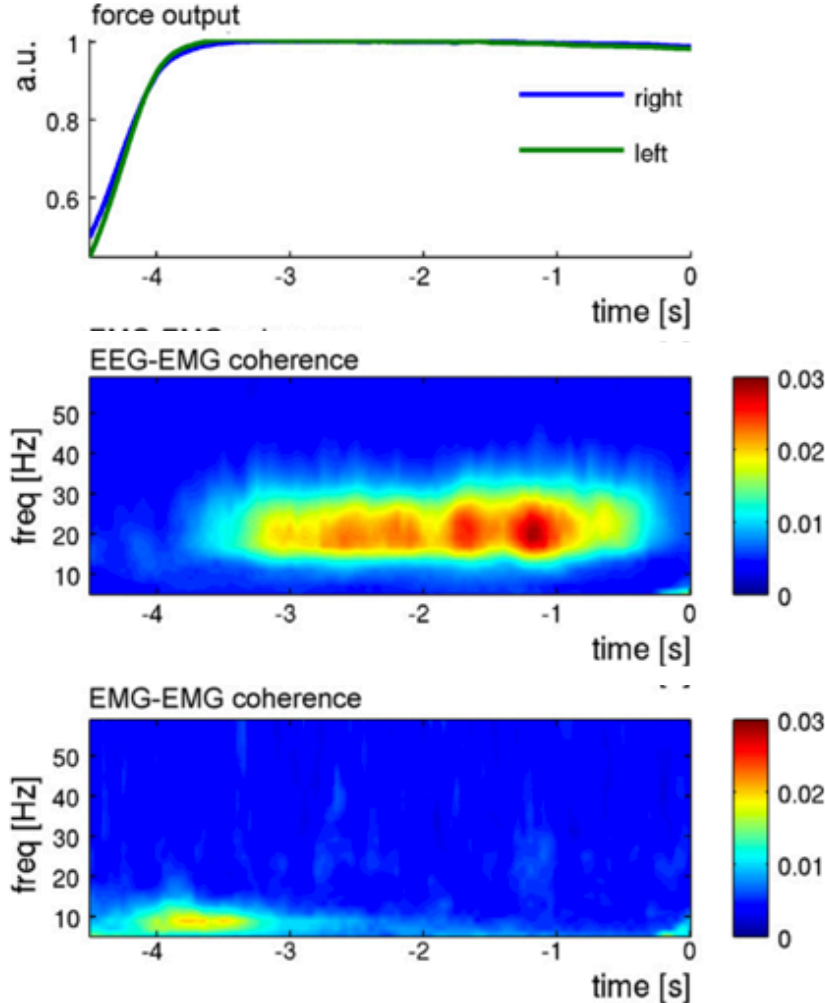 force output
a.u.
1
0.8
0.6
right
left
-4 -3 -2 -1 0
time [s]
EEG-EMG coherence
freq [Hz]
50
40
30
20
10
-4 -3 -2 -1 0
time [s]
0.03
0.02
0.01
0
EMG-EMG coherence
freq [Hz]
50
40
30
20
10
-4 -3 -2 -1 0
time [s]
0.03
0.02
0.01
0